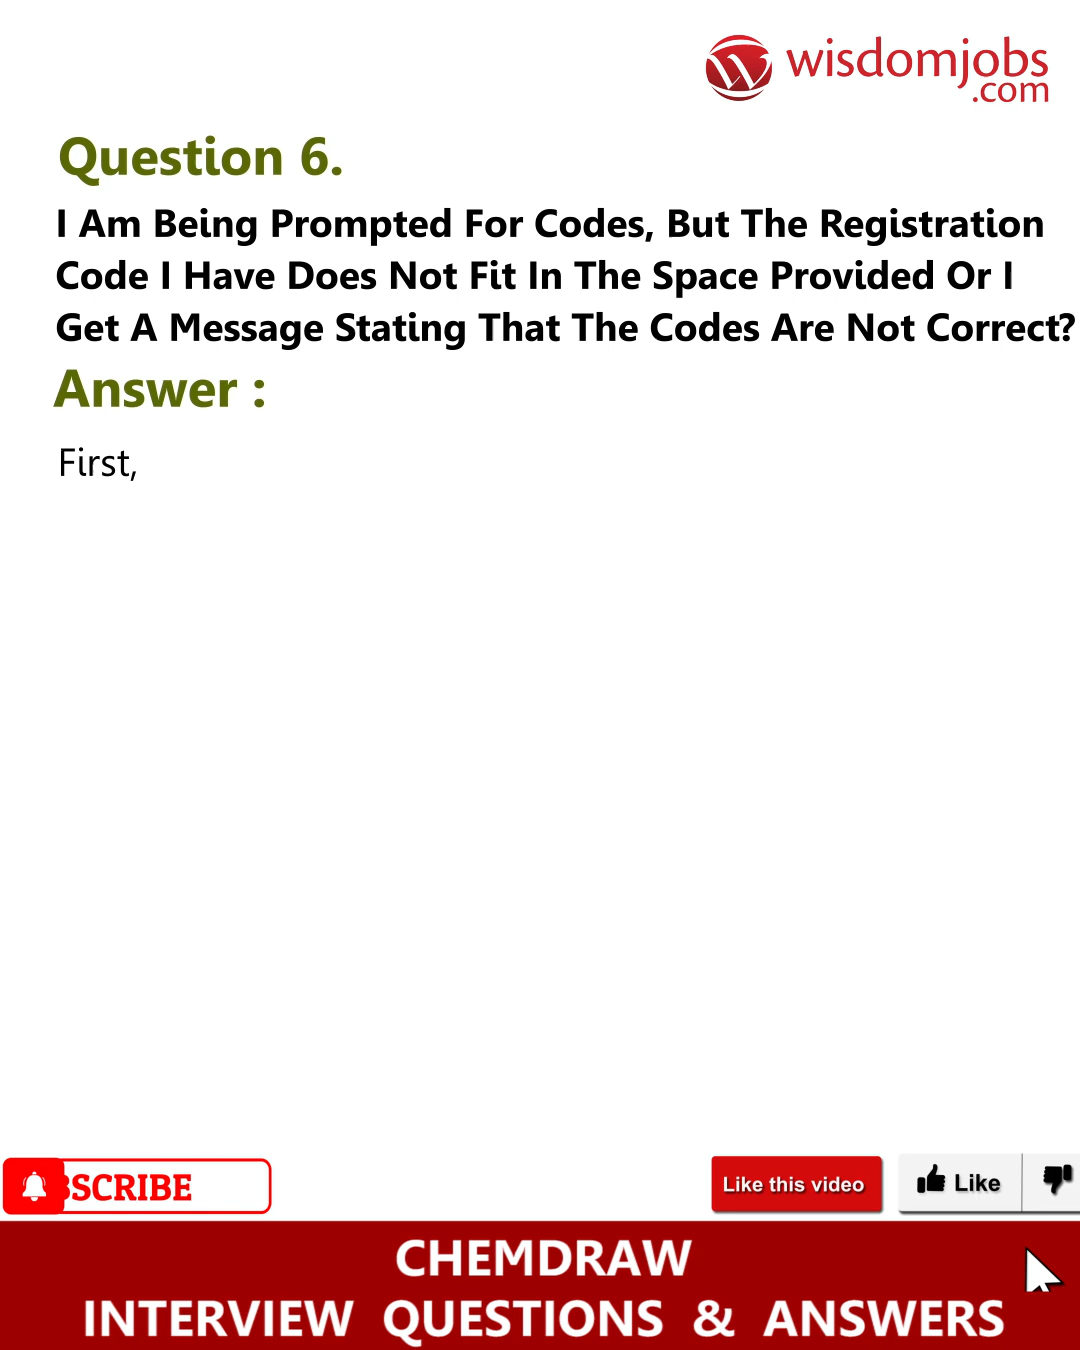 wisdomjobs
.com
Question 6.
I Am Being Prompted For Codes, But The Registration
Code I Have Does Not Fit In The Space Provided Or I
Get A Message Stating That The Codes Are Not Correct?
Answer :
First,
BSCRIBE
Like this video
Like
CHEMDRAW
INTERVIEW QUESTIONS & ANSWERS